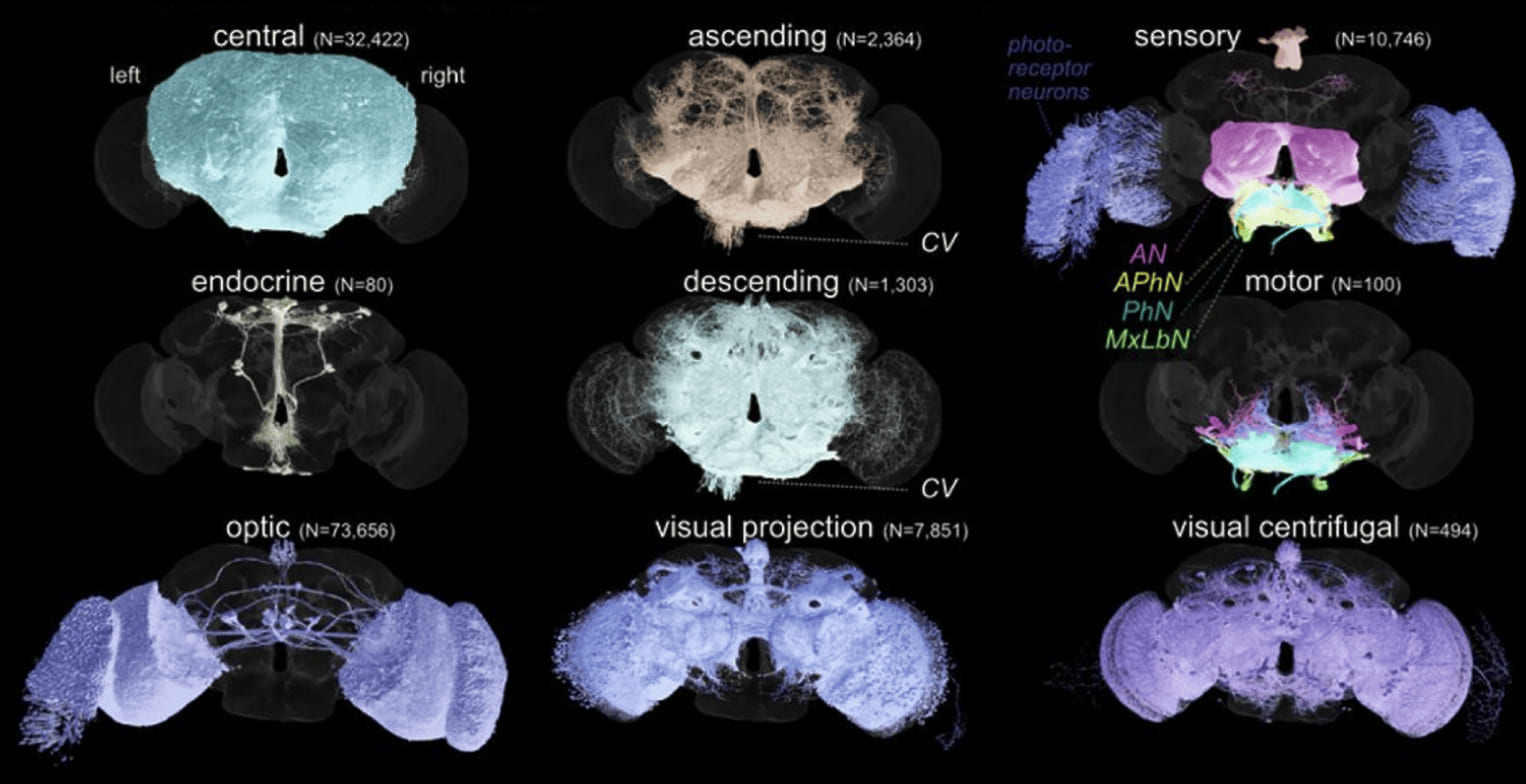 central (N=32,422)
left
right
ascending (N=2,364)
CV
photo-
receptor
neurons
sensory (N=10,746)
AN
APhN
PhN
MxLbN
endocrine (N=80)
descending (N=1,303)
CV
motor (N=100)
optic (N=73,656)
visual projection (N=7,851)
visual centrifugal (N=494)